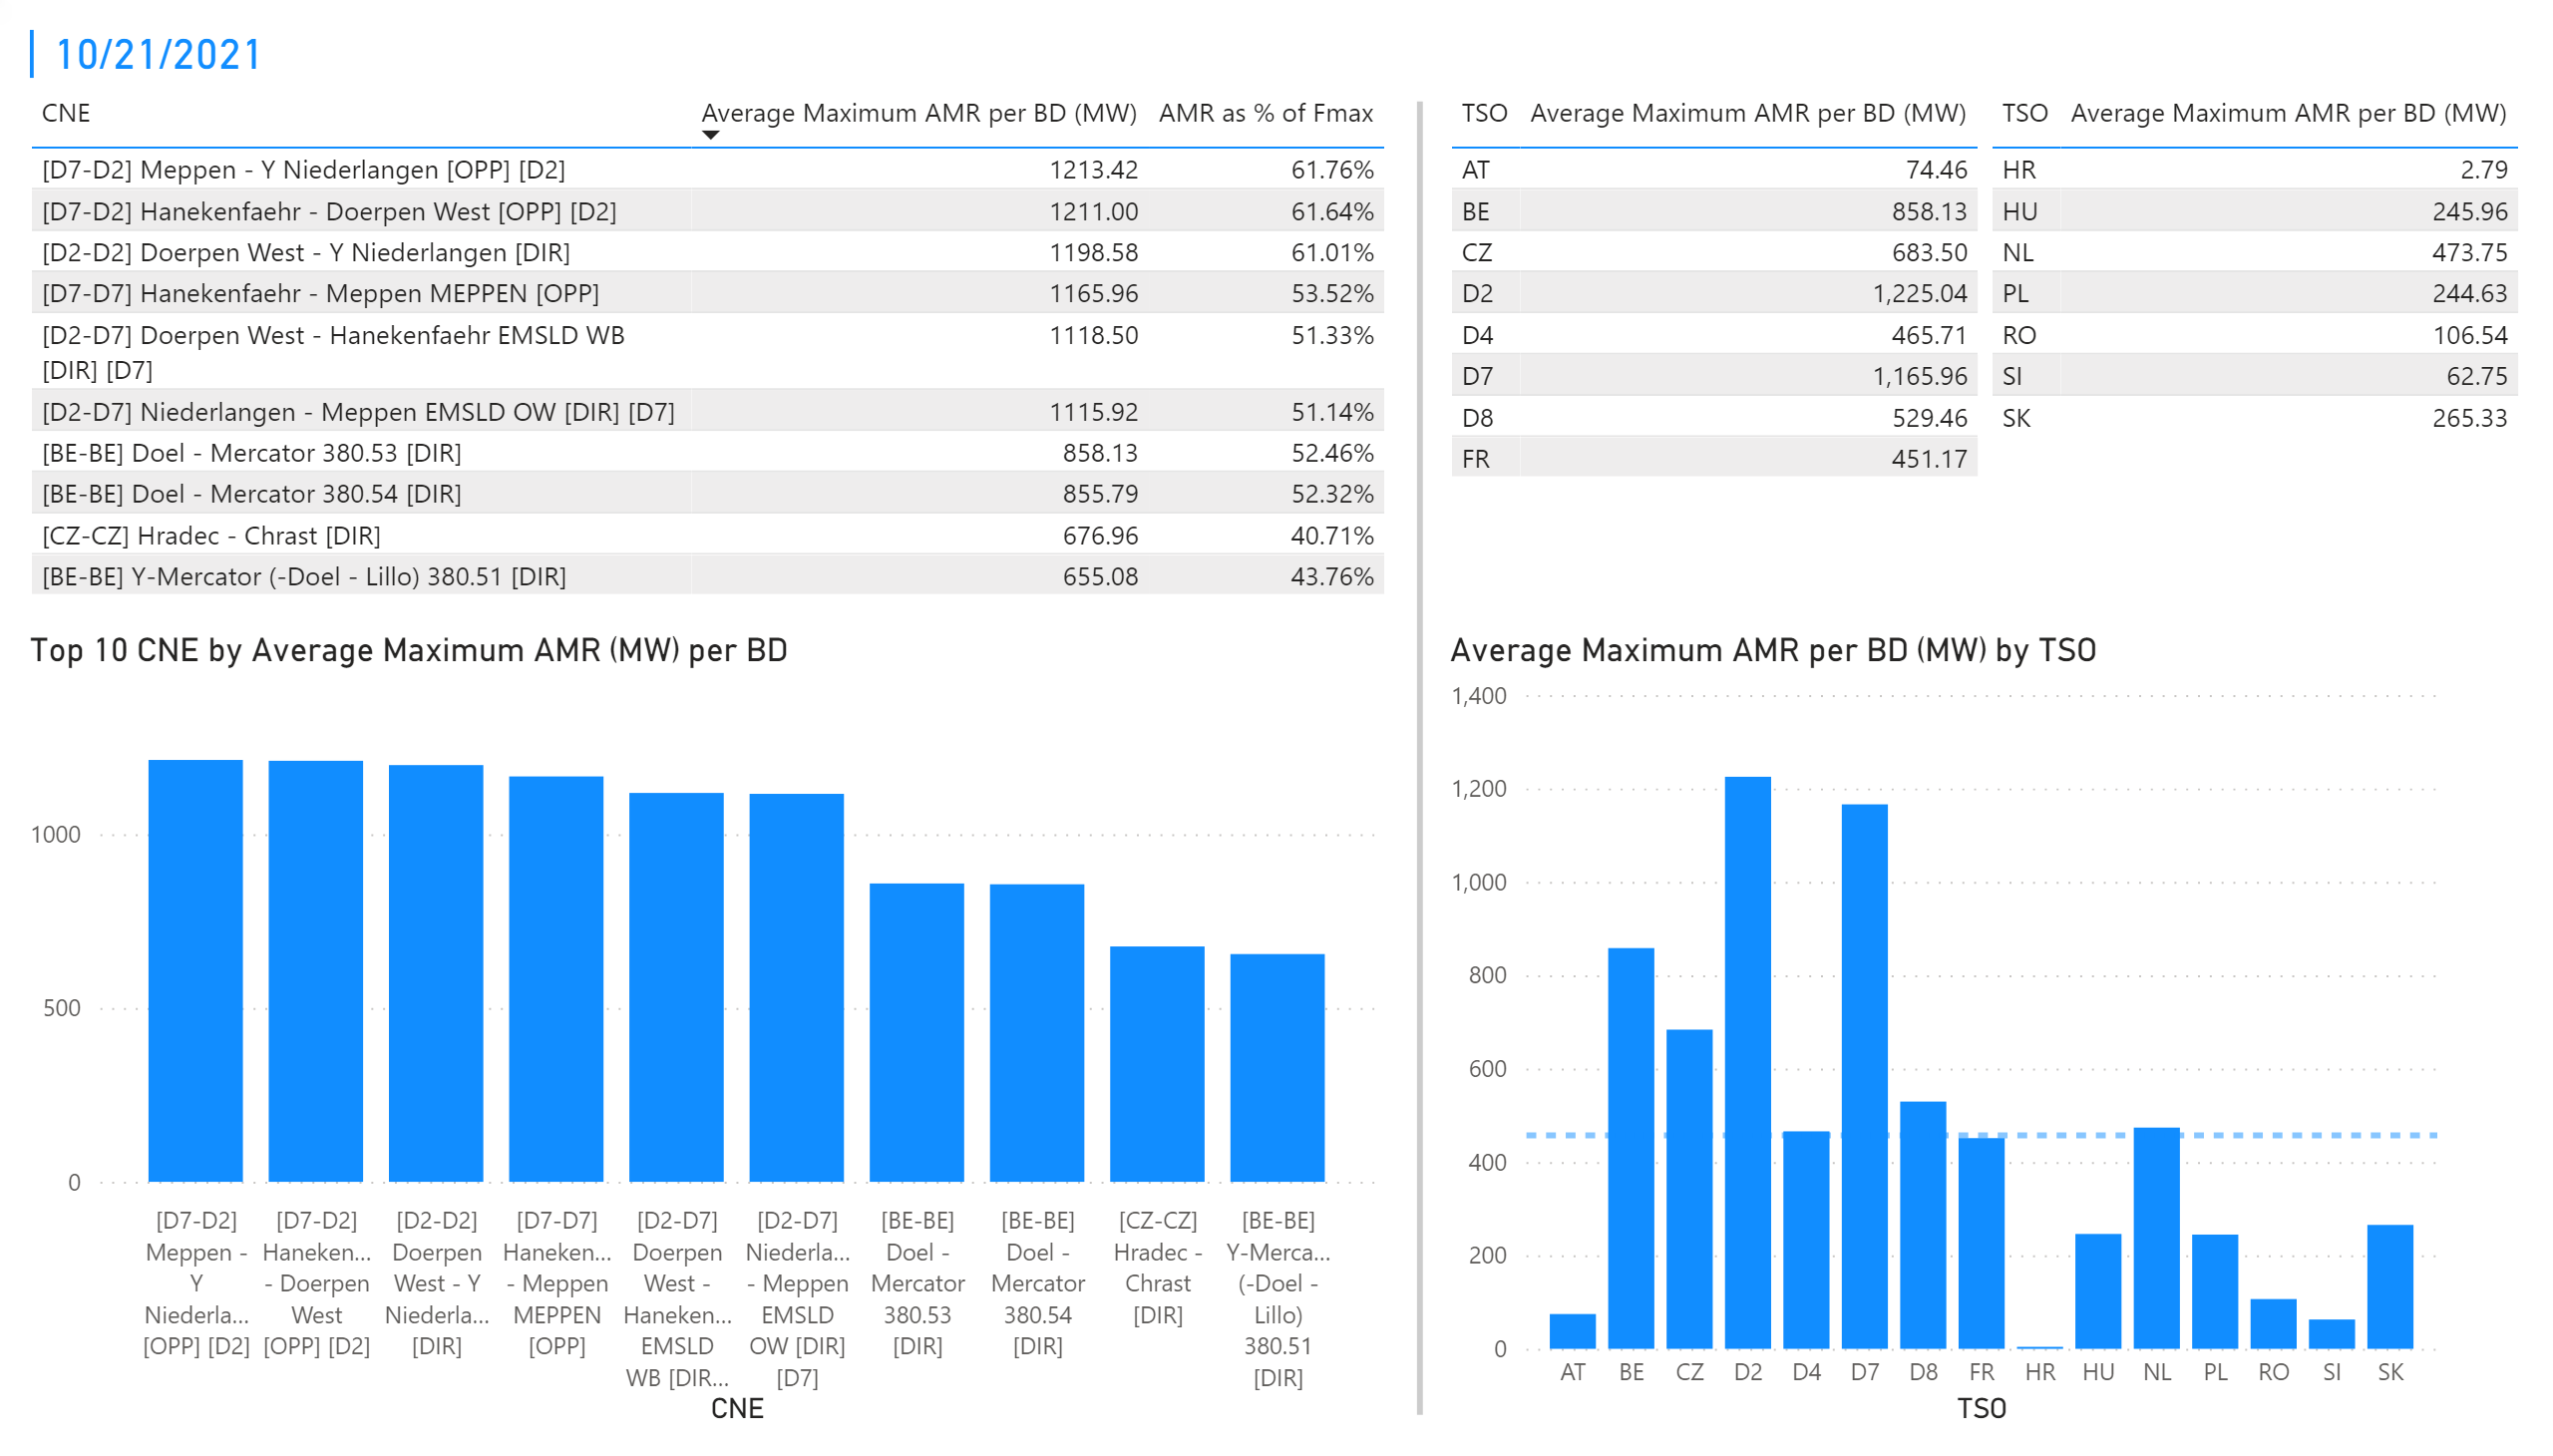 10/21/2021
CNE Average Maximum AMR per BD (MW) AMR as % of Fmax
[D7-D2] Meppen - Y Niederlangen [OPP] [D2] 1213.42 61.76%
[D7-D2] Hanekenfaehr - Doerpen West [OPP] [D2] 1211.00 61.64%
[D2-D2] Doerpen West - Y Niederlangen [DIR] 1198.58 61.01%
[D7-D7] Hanekenfaehr - Meppen MEPPEN [OPP] 1165.96 53.52%
[D2-D7] Doerpen West - Hanekenfaehr EMSLD WB 1118.50 51.33%
[DIR] [D7]
[D2-D7] Niederlangen - Meppen EMSLD OW [DIR] [D7] 1115.92 51.14%
[BE-BE] Doel - Mercator 380.53 [DIR] 858.13 52.46%
[BE-BE] Doel - Mercator 380.54 [DIR] 855.79 52.32%
[CZ-CZ] Hradec - Chrast [DIR] 676.96 40.71%
[BE-BE] Y-Mercator (-Doel - Lillo) 380.51 [DIR] 655.08 43.76%
TSO Average Maximum AMR per BD (MW)
AT 74.46
BE 858.13
CZ 683.50
D2 1,225.04
D4 465.71
D7 1,165.96
D8 529.46
FR 451.17
TSO Average Maximum AMR per BD (MW)
HR 2.79
HU 245.96
NL 473.75
PL 244.63
RO 106.54
SI 62.75
SK 265.33
Top 10 CNE by Average Maximum AMR (MW) per BD
1000
500
0
[D7-D2]
Meppen -
Y
Niederla...
[OPP] [D2]
[D7-D2]
Haneken...
- Doerpen
West
[OPP] [D2]
[D2-D2]
Doerpen
West - Y
Niederla...
[DIR]
[D7-D7]
Haneken...
- Meppen
MEPPEN
[OPP]
[D2-D7]
Doerpen
West -
Haneken...
EMSLD
WB [DIR...
[D2-D7]
Niederla...
- Meppen
EMSLD
OW [DIR]
[D7]
[BE-BE]
Doel -
Mercator
380.53
[DIR]
[BE-BE]
Doel -
Mercator
380.54
[DIR]
[CZ-CZ]
Hradec -
Chrast
[DIR]
[BE-BE]
Y-Merca...
(-Doel -
Lillo)
380.51
[DIR]
CNE
Average Maximum AMR per BD (MW) by TSO
1,400
1,200
1,000
800
600
400
200
0
AT BE CZ D2 D4 D7 D8 FR HR HU NL PL RO SI SK
TSO